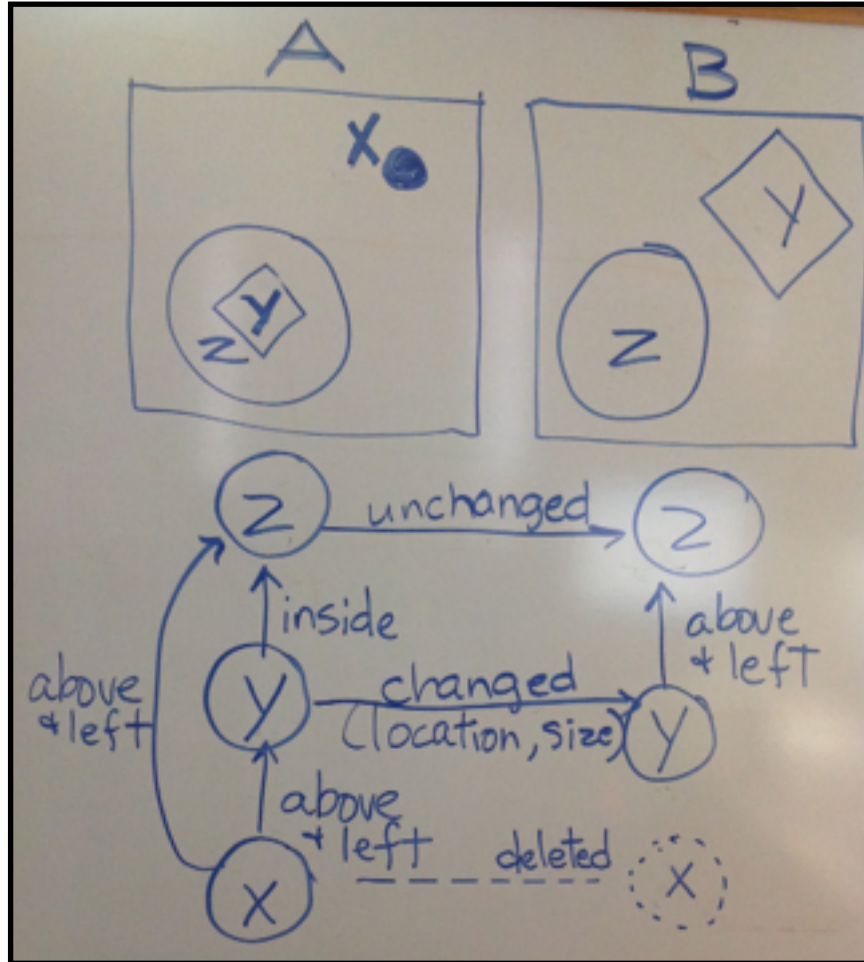 A
B
X
Y
Z
Y
Z
Z
unchanged
Z
inside
above
& left
above
& left
Y
changed
(location, size)
Y
above
& left
deleted
X
X